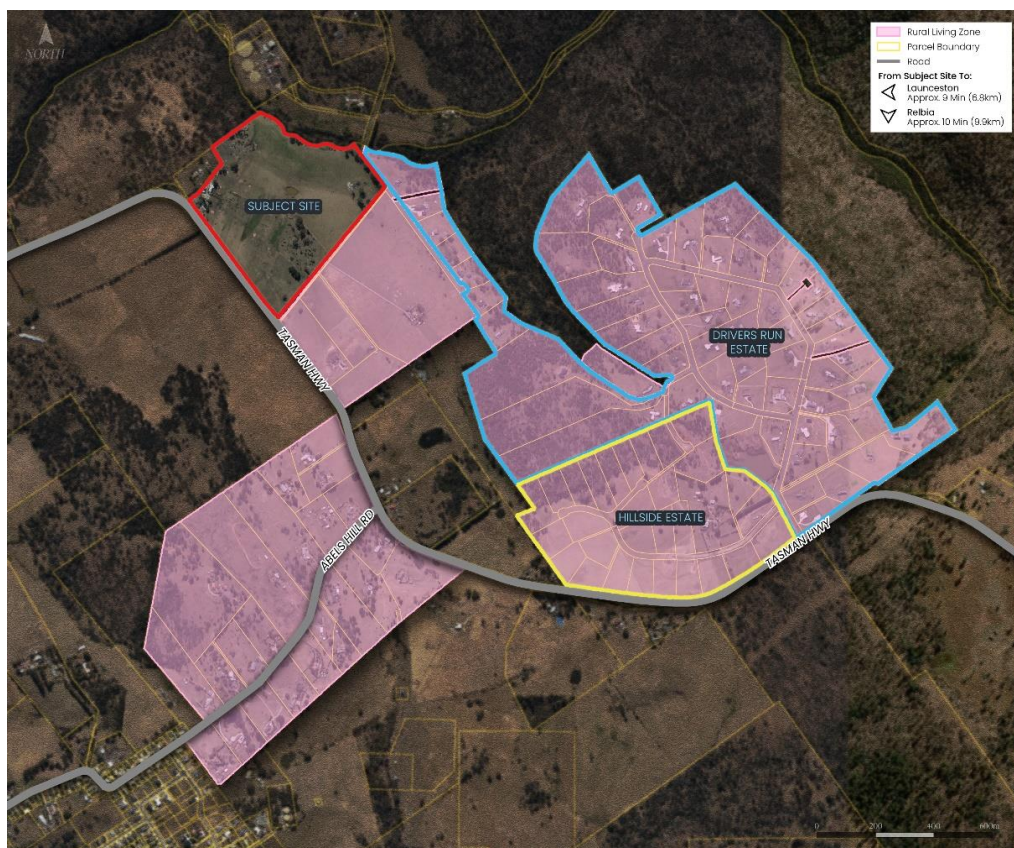 NORTH
Rural Living Zone
Parcel Boundary
Road
From Subject Site To:
Launceston
Approx. 9 Min (6.8km)
Relbia
Approx. 10 Min (9.9km)
SUBJECT SITE
TASMAN HWY
DRIVERS RUN
ESTATE
HILLSIDE ESTATE
TASMAN HWY
ABELS HILL RD
0 200 400 600m